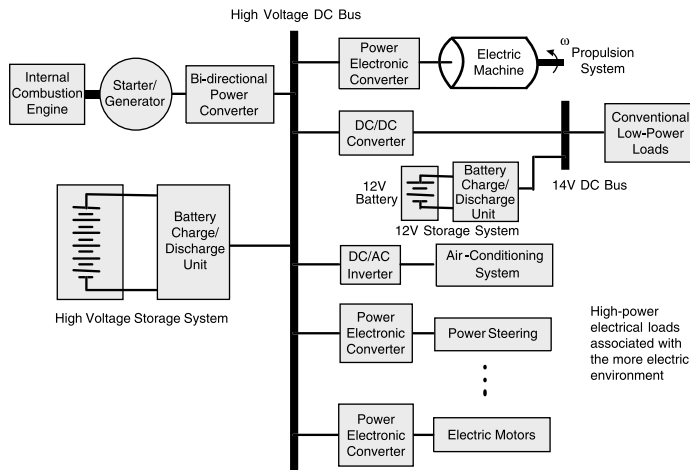 High Voltage DC Bus
Internal
Combustion
Engine
Starter/
Generator
Bi-directional
Power
Converter
Power
Electronic
Converter
Electric
Machine
ω
Propulsion
System
DC/DC
Converter
Conventional
Low-Power
Loads
14V DC Bus
12V
Battery
Battery
Charge/
Discharge
Unit
12V Storage System
Battery
Charge/
Discharge
Unit
High Voltage Storage System
DC/AC
Inverter
Air-Conditioning
System
Power
Electronic
Converter
Power Steering
High-power
electrical loads
associated with
the more electric
environment
Power
Electronic
Converter
Electric Motors